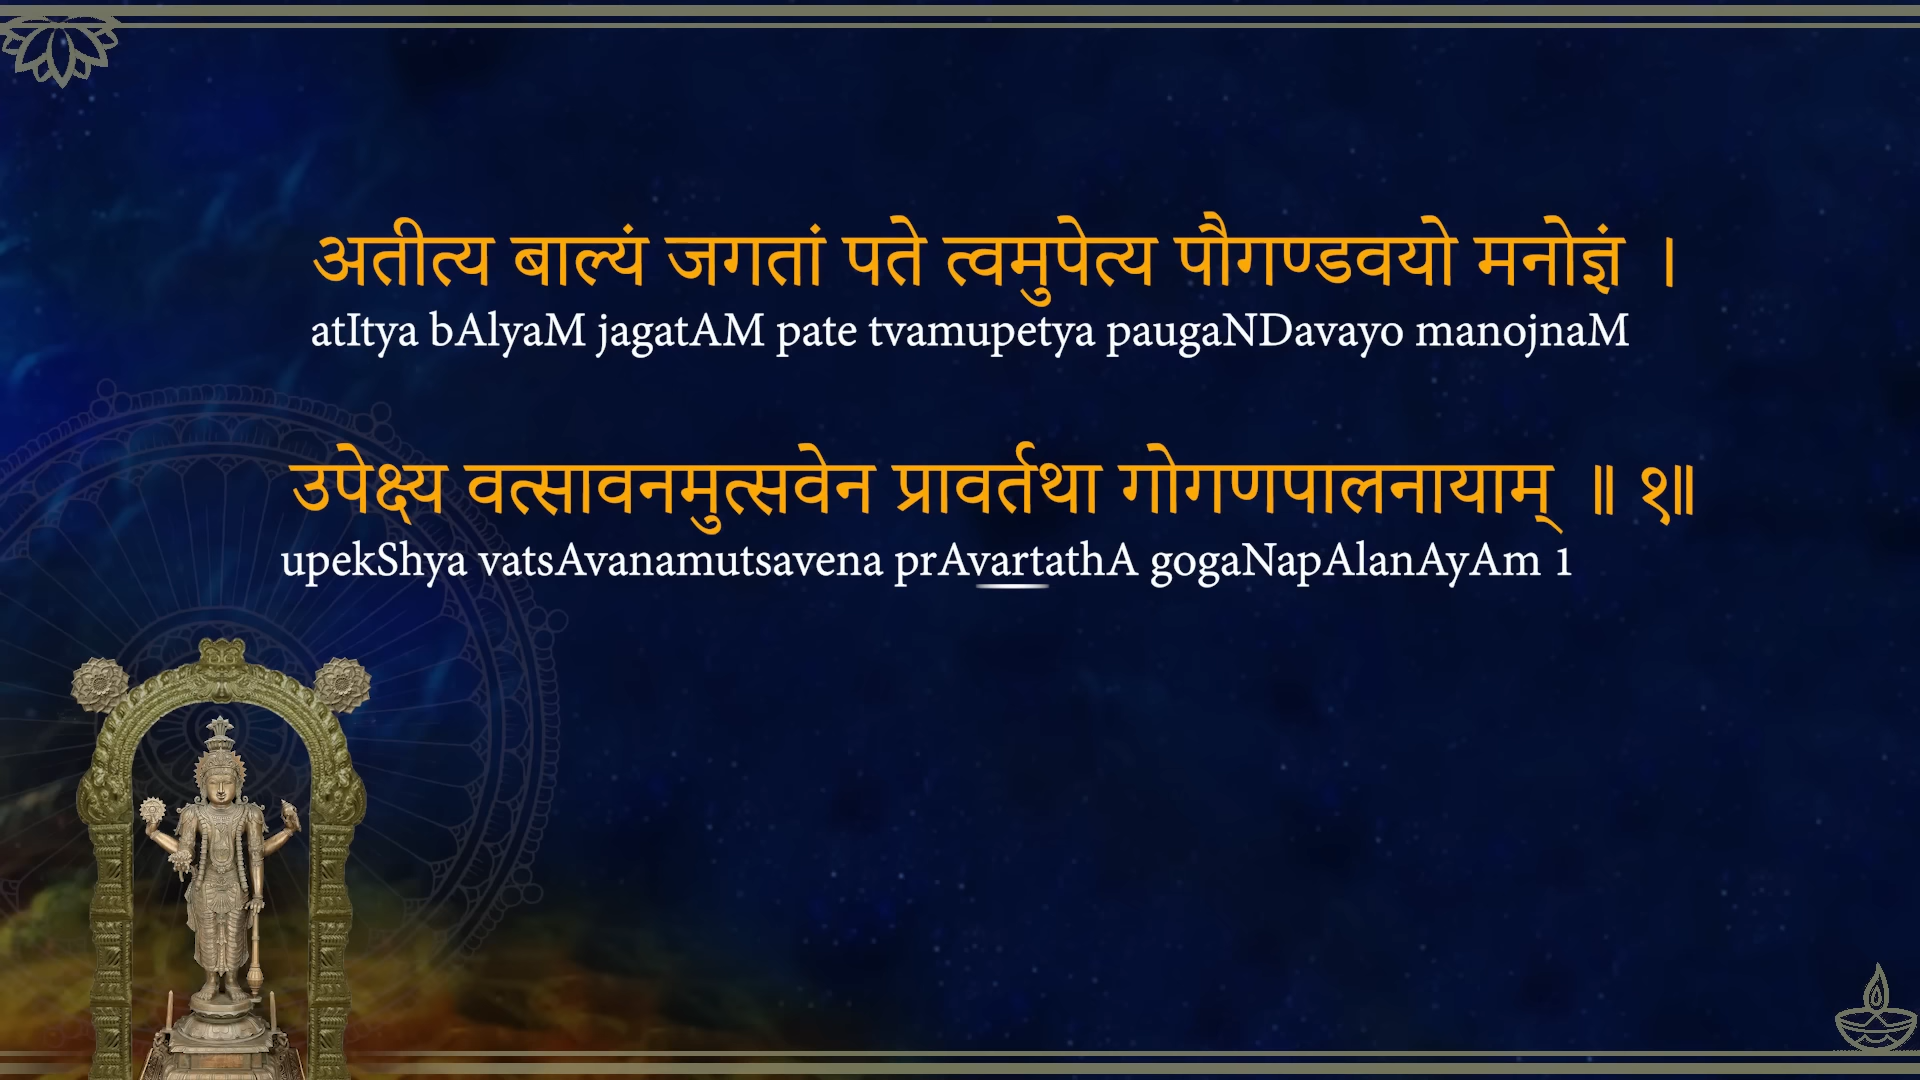 अतीत्य बाल्यं जगतां पते त्वमुपेत्य पौगण्डवयो मनोज्ञं ।
atItya bAlyaM jagatAM pate tvamupetya paugaNDavayo manojnaM
उपेक्ष्य वत्सावनमुत्सवेन प्रावर्तथा गोगणपालनायाम् ॥ १॥
upekShya vatsAvanamutsavena prAvartathA gogaNapAlanAyAm 1